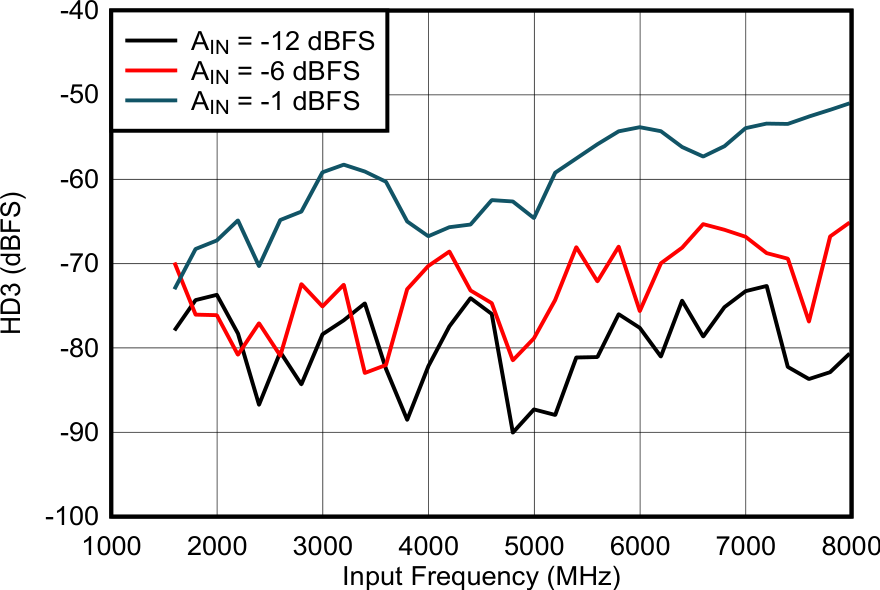 -40
-50
-60
-70
-80
-90
-100
HD3 (dBFS)
A_IN = -12 dBFS
A_IN = -6 dBFS
A_IN = -1 dBFS
1000 2000 3000 4000 5000 6000 7000 8000
Input Frequency (MHz)